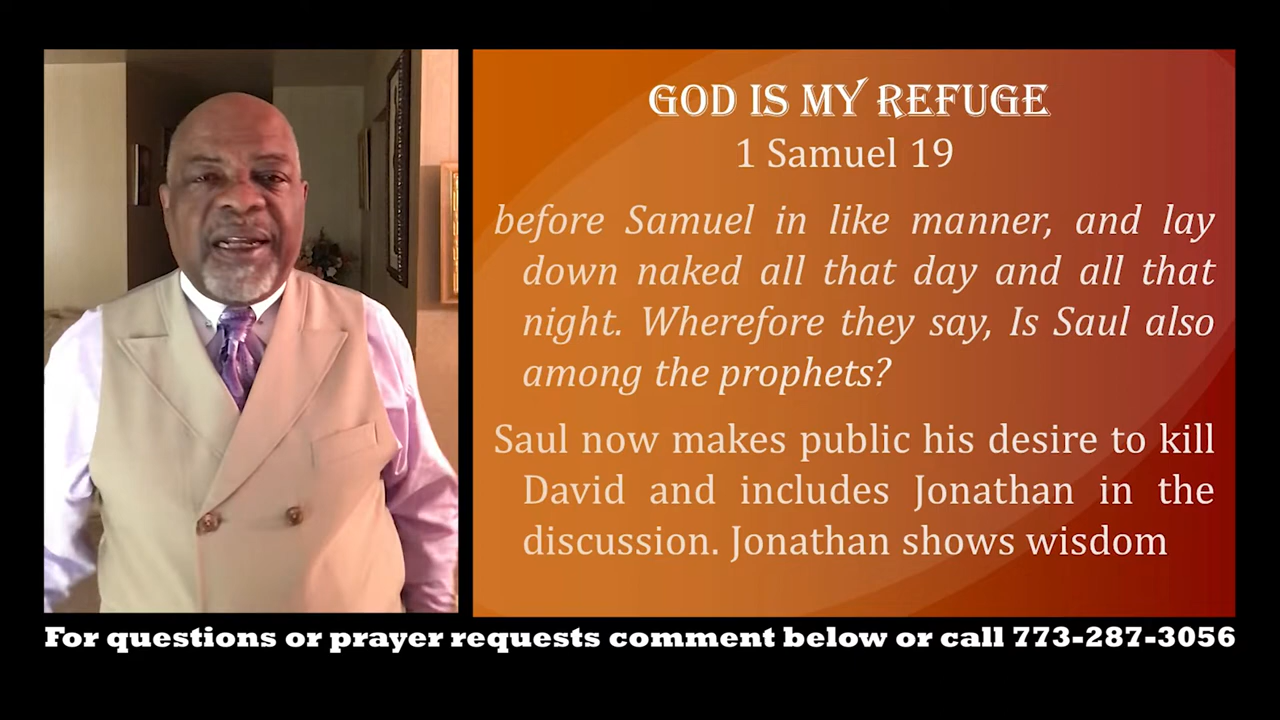 GOD IS MY REFUGE
1 Samuel 19
before Samuel in like manner, and lay
down naked all that day and all that
night. Wherefore they say, Is Saul also
among the prophets?
Saul now makes public his desire to kill
David and includes Jonathan in the
discussion. Jonathan shows wisdom
For questions or prayer requests comment below or call 773-287-3056